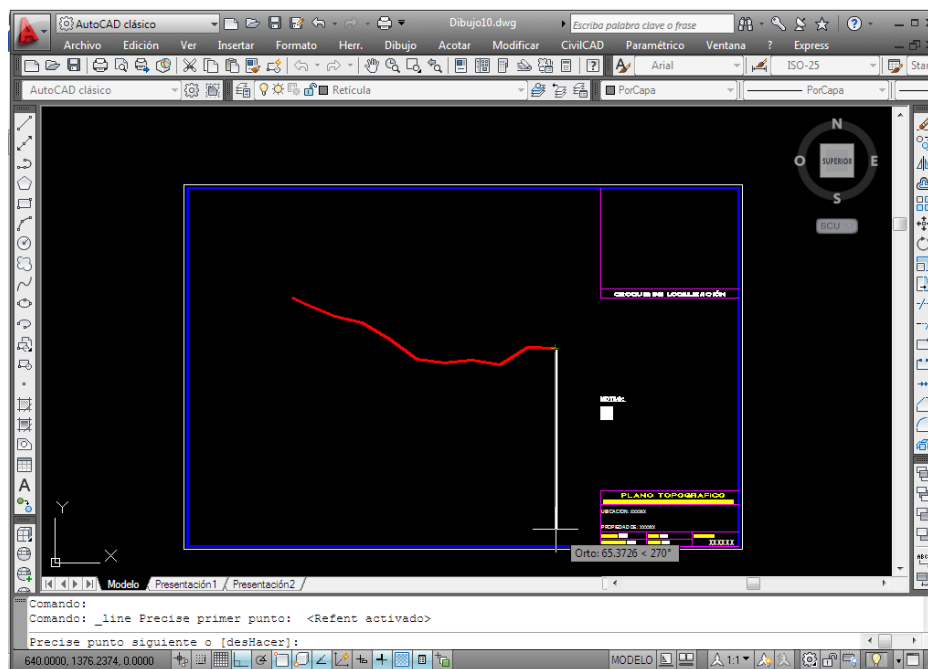 AutoCAD clásico
Dibujo10.dwg
Escriba palabra clave o frase
Archivo Edición Ver Insertar Formato Herr. Dibujo Acotar Modificar CivilCAD Paramétrico Ventana ? Express
Arial
ISO-25
Star
AutoCAD clásico
Retícula
PorCapa
PorCapa
N
O
SUPERIOR
E
S
SCU
CROQUIS DE LOCALIZACIÓN
NOTAS:
PLANO TOPOGRAFICO
UBICACION: XXXXXX
PROPIEDAD DE: XXXXXX
XXXXXX
Y
X
Orto: 65.3726 < 270°
Modelo Presentación1 Presentación2
Comando:
Comando: _line Precise primer punto: <Refent activado>
Precise punto siguiente o [desHacer]:
640.0000, 1376.2374, 0.0000
MODELO
1:1
A
ABC